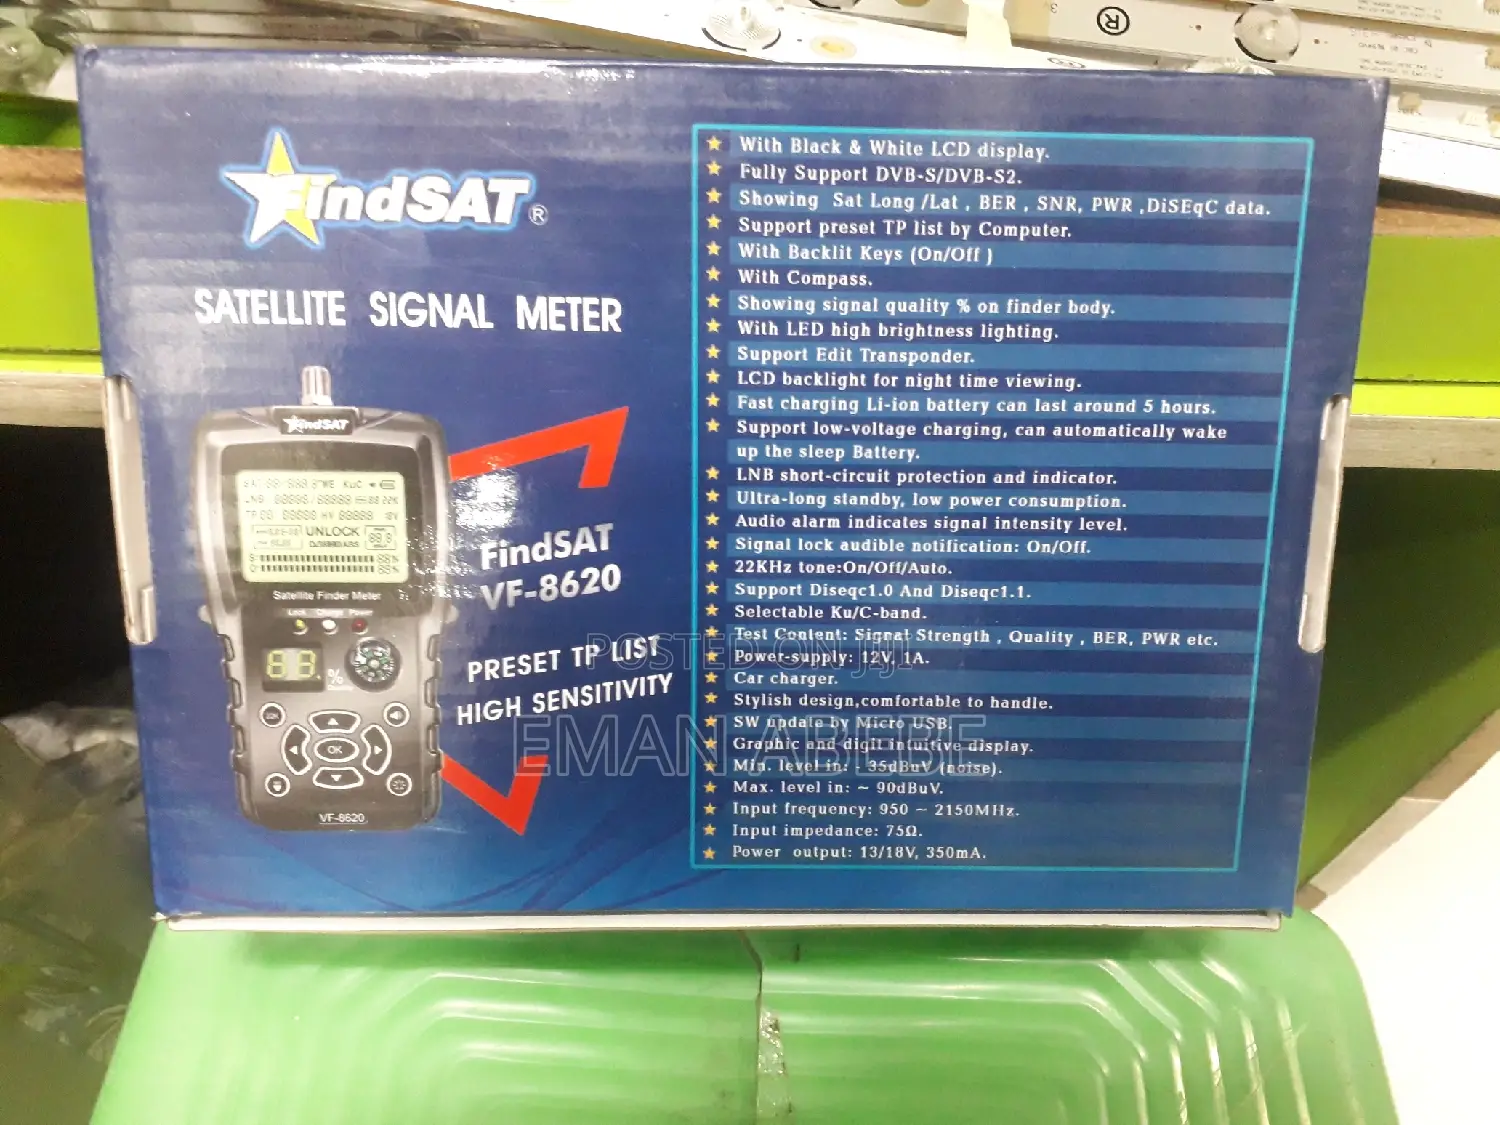 FindSAT®
SATELLITE SIGNAL METER
FindSAT
UNLOCK
Satellite Finder Meter
Lock Charge Power
OK
VF-8620
FindSAT
VF-8620
PRESET TP LIST
HIGH SENSITIVITY
With Black & White LCD display.
Fully Support DVB-S/DVB-S2.
Showing Sat Long /Lat , BER , SNR, PWR ,DiSEqC data.
Support preset TP list by Computer.
With Backlit Keys (On/Off )
With Compass.
Showing signal quality % on finder body.
With LED high brightness lighting.
Support Edit Transponder.
LCD backlight for night time viewing.
Fast charging Li-ion battery can last around 5 hours.
Support low-voltage charging, can automatically wake
up the sleep Battery.
LNB short-circuit protection and indicator.
Ultra-long standby, low power consumption.
Audio alarm indicates signal intensity level.
Signal lock audible notification: On/Off.
22KHz tone:On/Off/Auto.
Support Diseqc1.0 And Diseqc1.1.
Selectable Ku/C-band.
Test Content: Signal Strength , Quality , BER, PWR etc.
Power-supply: 12V, 1A.
Car charger.
Stylish design,comfortable to handle.
SW update by Micro USB.
Graphic and digit intuitive display.
Min. level in: - 35dBuV (noise).
Max. level in: ~ 90dBuV.
Input frequency: 950 ~ 2150MHz.
Input impedance: 75Ω.
Power output: 13/18V, 350mA.
POSTED ON JIJI
EMAN ABEBE